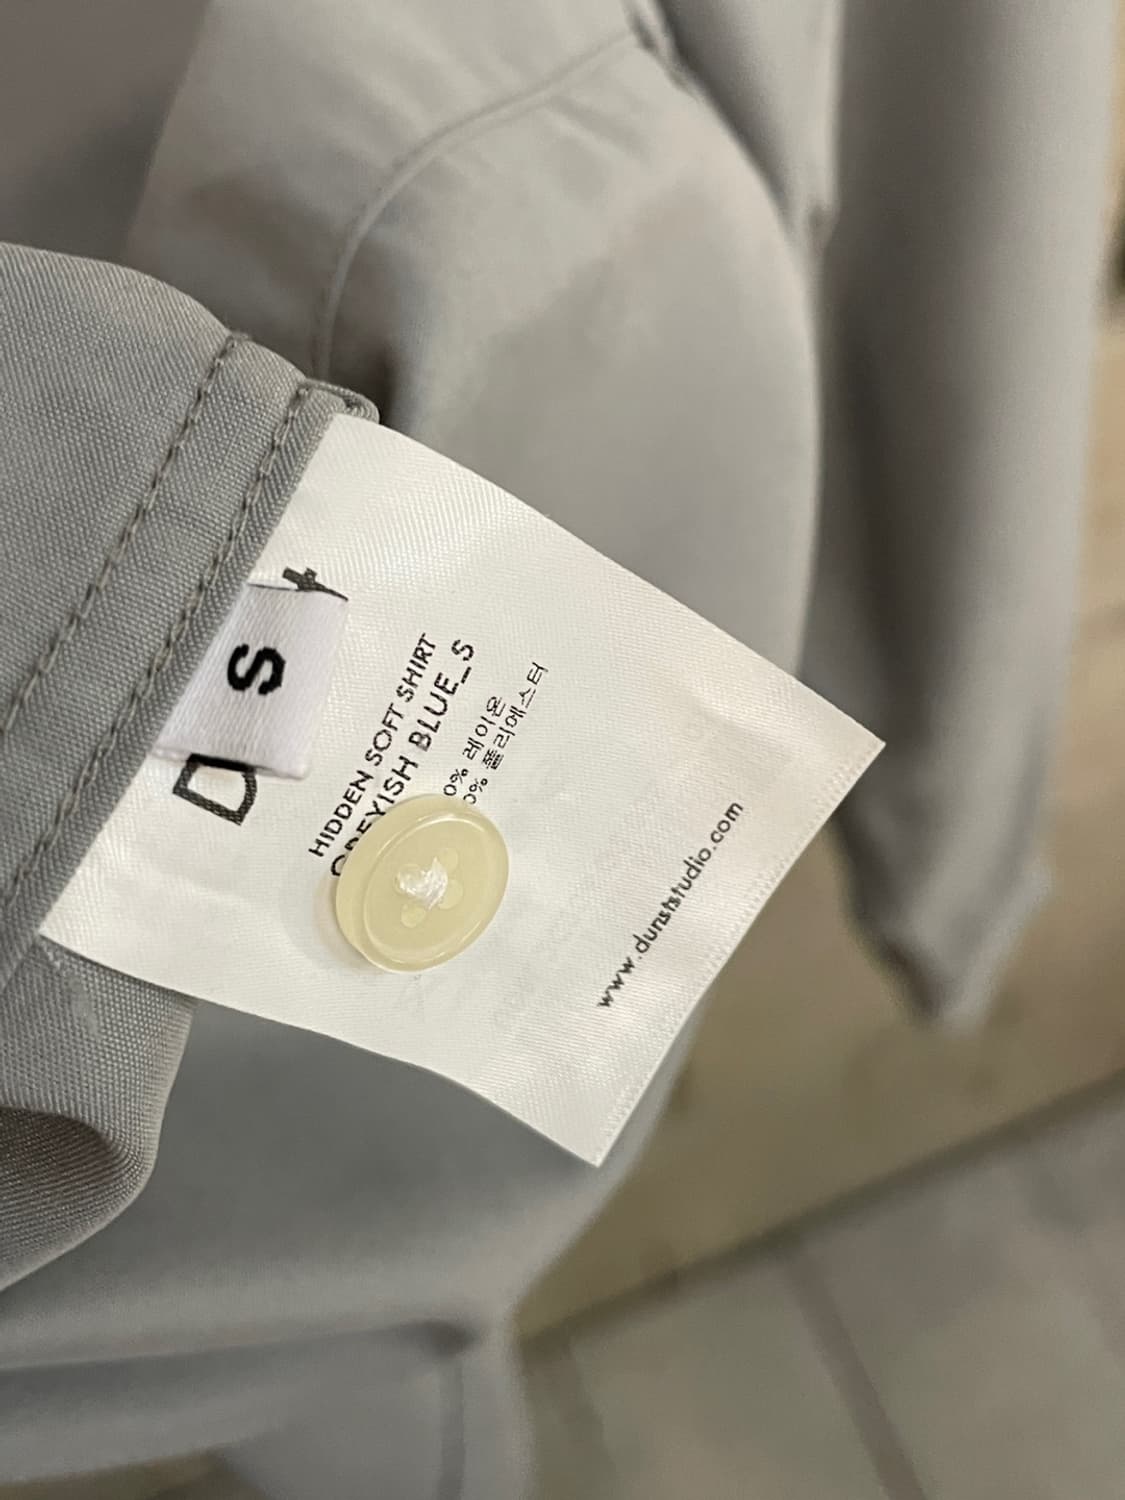 S
HIDDEN SOFT SHIRT
BLUE_S
0% 레이온
0% 폴리에스터
www.dunststudio.com